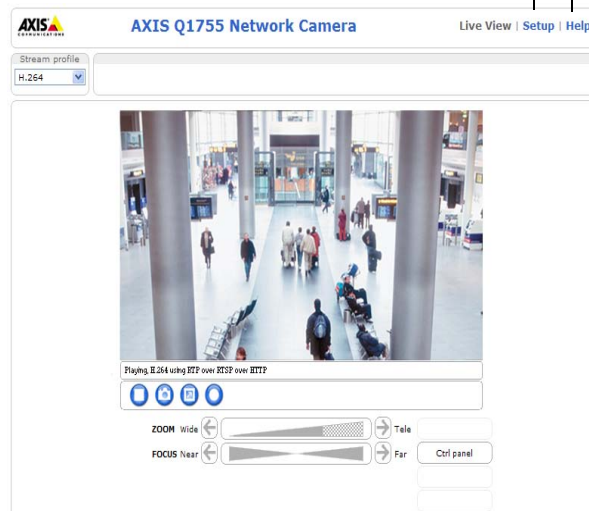 AXIS
COMMUNICATIONS
AXIS Q1755 Network Camera
Live View | Setup | Help
Stream profile
H.264
Playing, H.264 using RTP over RTSP over HTTP
ZOOM Wide Tele
FOCUS Near Far Ctrl panel